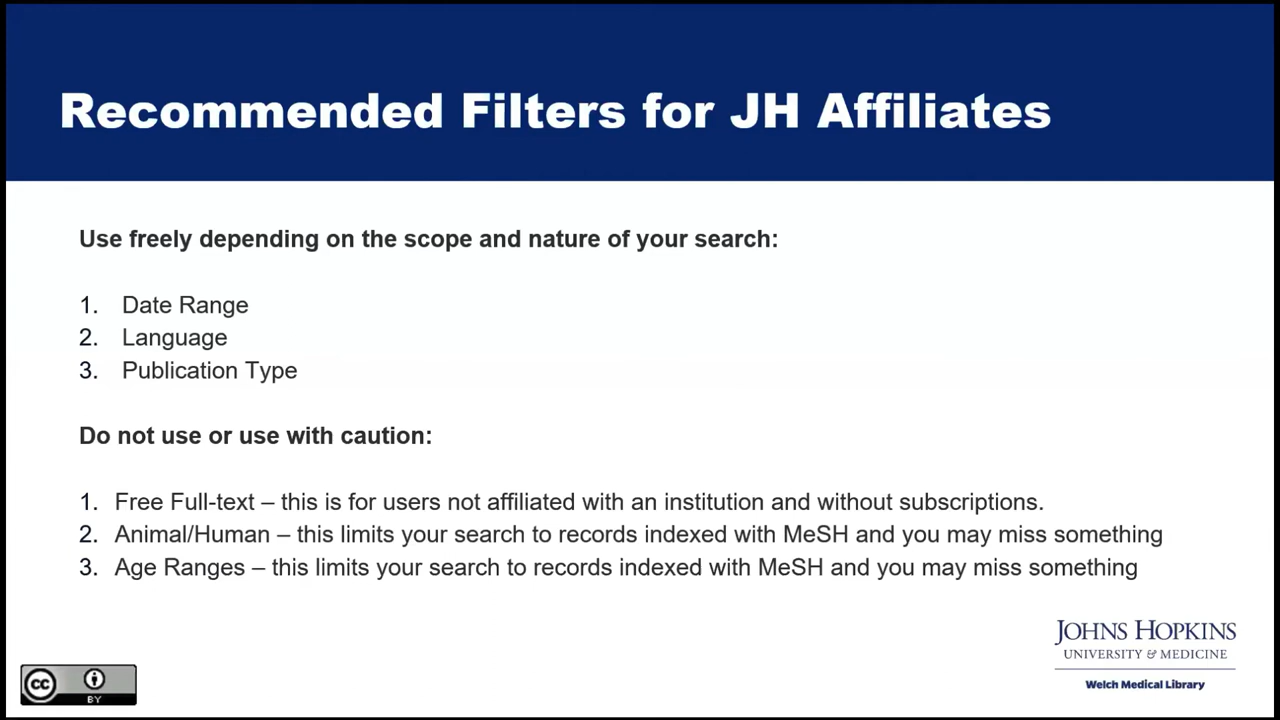 Recommended Filters for JH Affiliates
Use freely depending on the scope and nature of your search:
1. Date Range
2. Language
3. Publication Type
Do not use or use with caution:
1. Free Full-text – this is for users not affiliated with an institution and without subscriptions.
2. Animal/Human – this limits your search to records indexed with MeSH and you may miss something
3. Age Ranges – this limits your search to records indexed with MeSH and you may miss something
JOHNS HOPKINS
UNIVERSITY & MEDICINE
Welch Medical Library
cc
BY